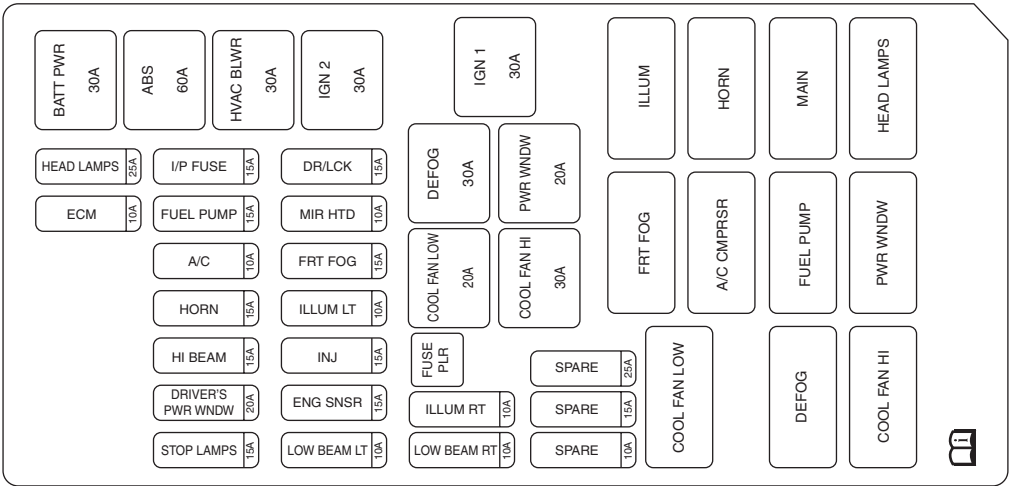 BATT PWR
30A
ABS
60A
HVAC BLWR
30A
IGN 2
30A
IGN 1
30A
ILLUM
HORN
MAIN
HEAD LAMPS
HEAD LAMPS 25A
I/P FUSE 15A
DR/LCK 15A
DEFOG
30A
PWR WNDW
20A
ECM 10A
FUEL PUMP 15A
MIR HTD 10A
FRT FOG
A/C CMPRSR
FUEL PUMP
PWR WNDW
A/C 10A
FRT FOG 15A
COOL FAN LOW
20A
COOL FAN HI
30A
HORN 15A
ILLUM LT 10A
HI BEAM 15A
INJ 15A
FUSE
PLR
SPARE 25A
COOL FAN LOW
DEFOG
COOL FAN HI
DRIVER'S
PWR WNDW 20A
ENG SNSR 15A
ILLUM RT 10A
SPARE 15A
STOP LAMPS 15A
LOW BEAM LT 10A
LOW BEAM RT 10A
SPARE 10A
i